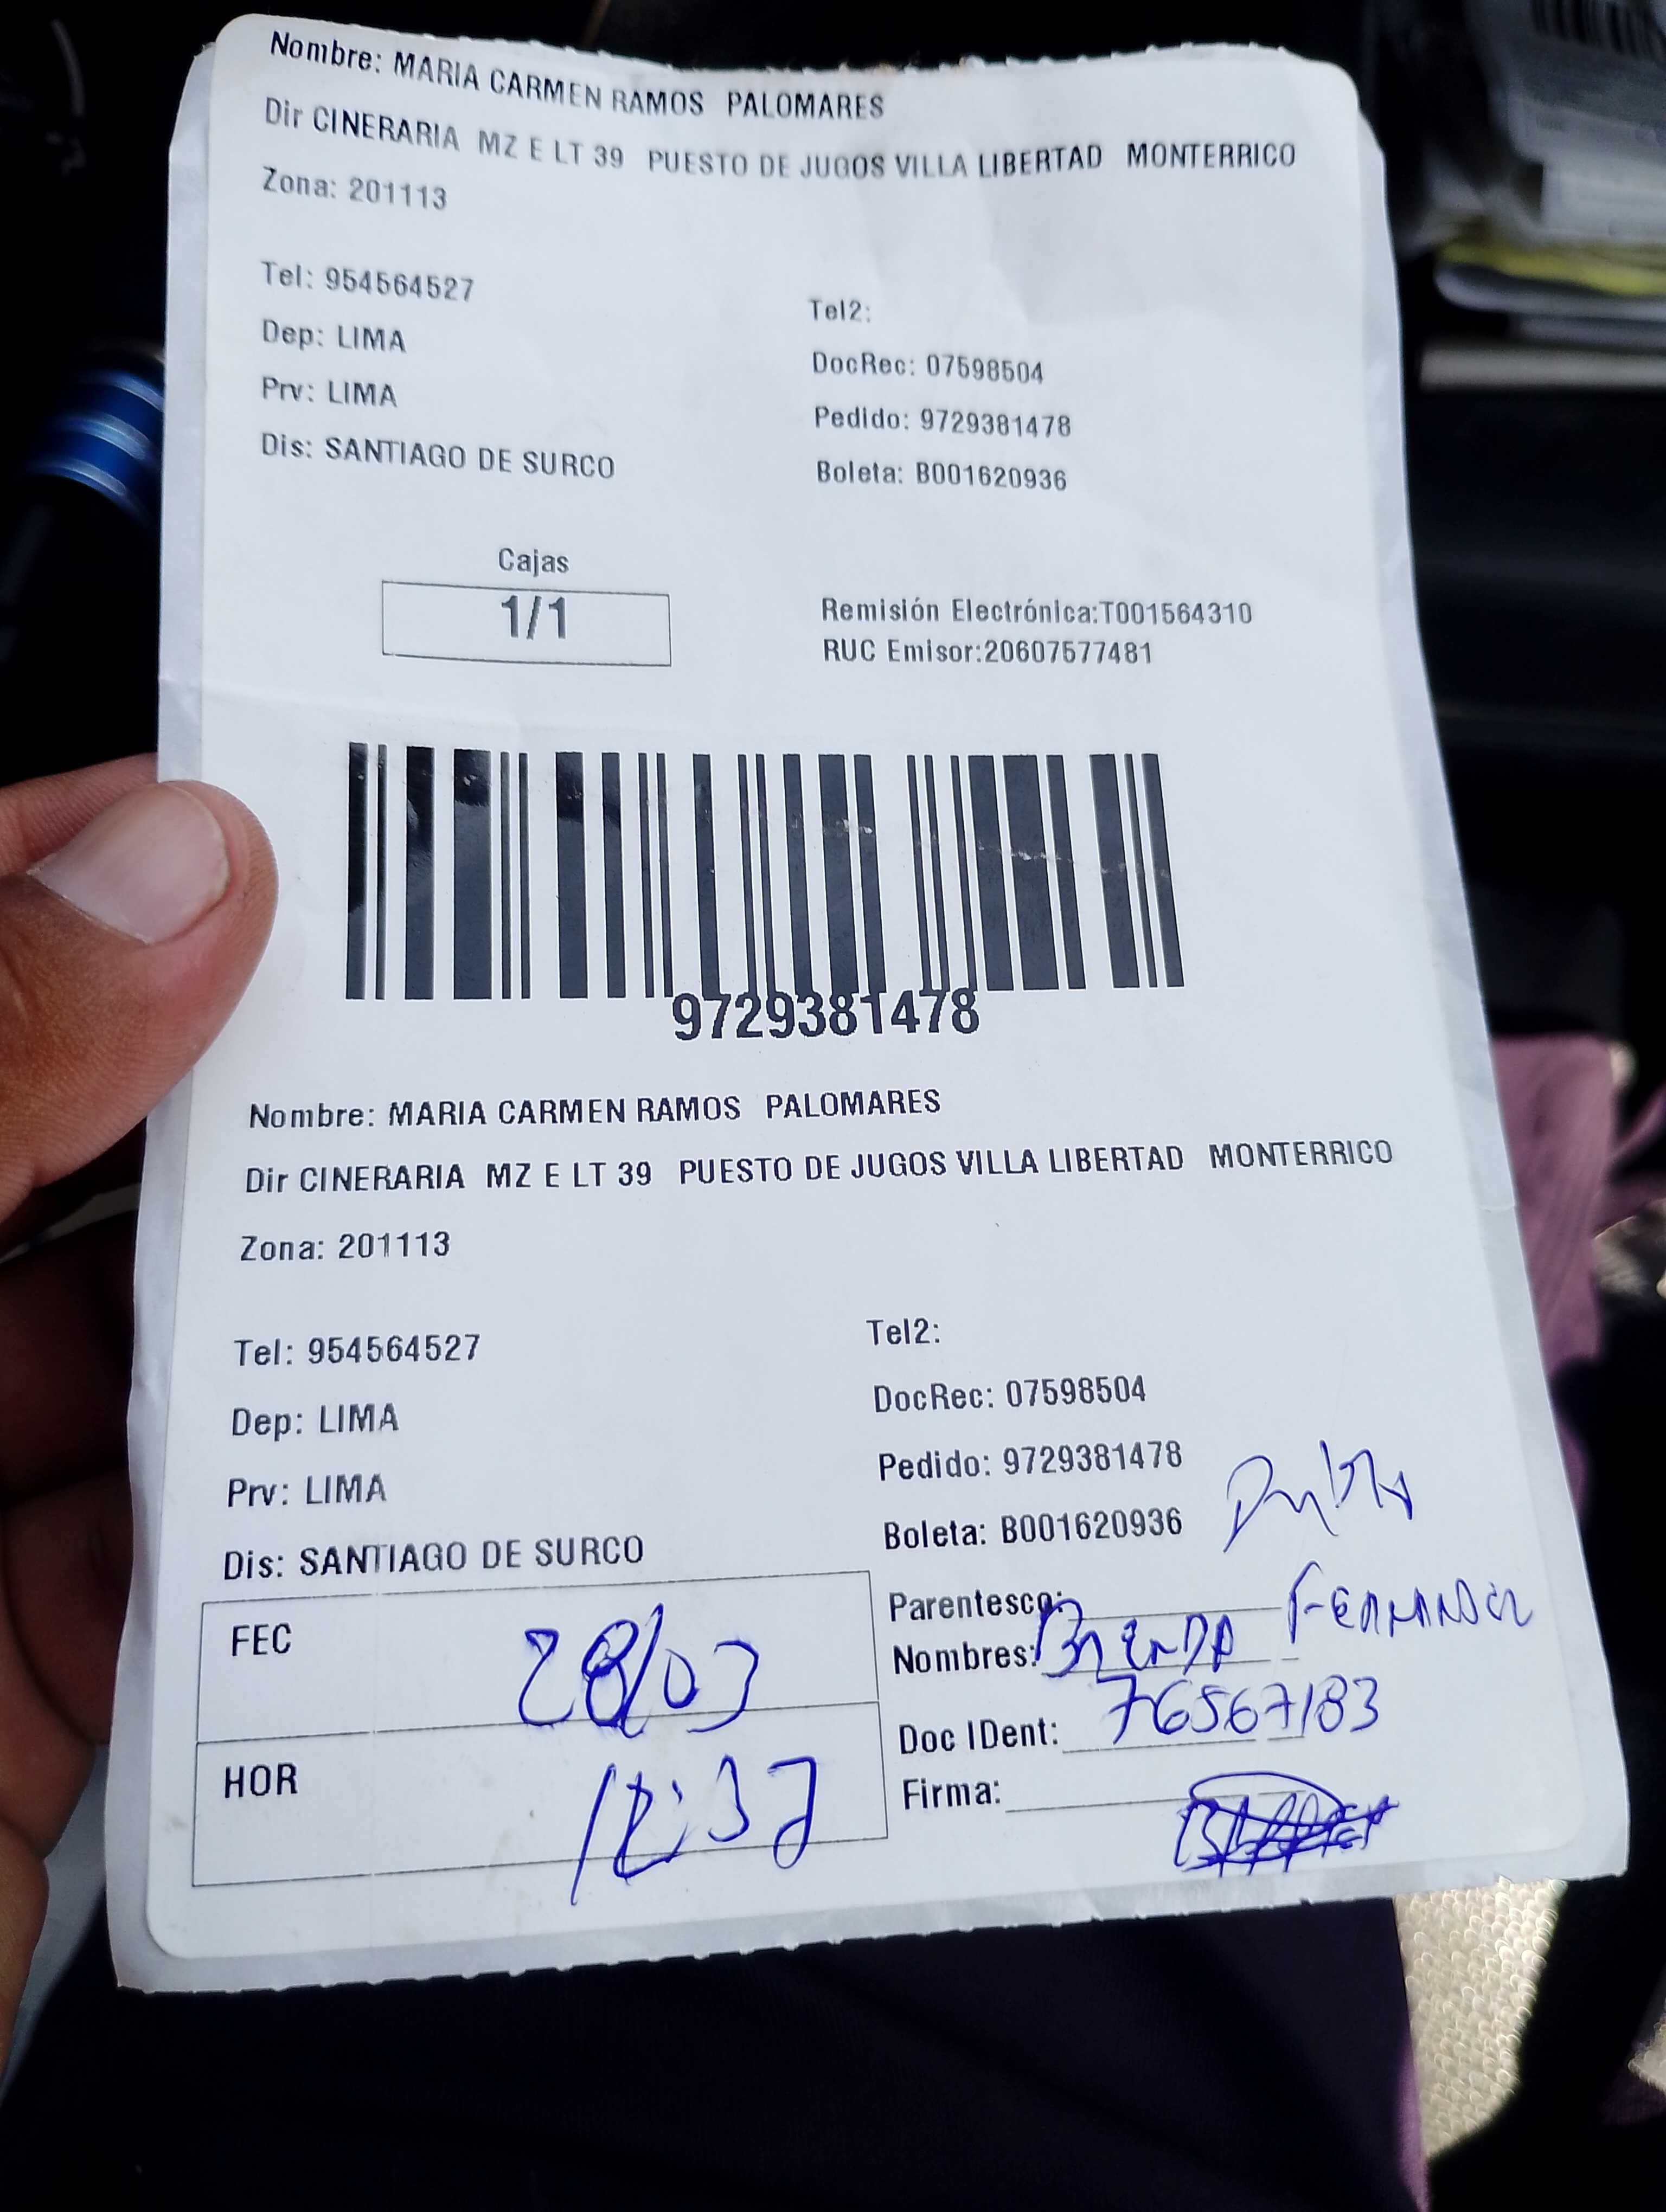 Nombre: MARIA CARMEN RAMOS PALOMARES
Dir CINERARIA MZ E LT 39 PUESTO DE JUGOS VILLA LIBERTAD MONTERRICO
Zona: 201113
Tel: 954564527
Tel2:
Dep: LIMA
DocRec: 07598504
Prv: LIMA
Pedido: 9729381478
Dis: SANTIAGO DE SURCO
Boleta: B001620936
Cajas
1/1
Remisión Electrónica:T001564310
RUC Emisor:20607577481
9729381478
Nombre: MARIA CARMEN RAMOS PALOMARES
Dir CINERARIA MZ E LT 39 PUESTO DE JUGOS VILLA LIBERTAD MONTERRICO
Zona: 201113
Tel: 954564527
Tel2:
Dep: LIMA
DocRec: 07598504
Prv: LIMA
Pedido: 9729381478
Dis: SANTIAGO DE SURCO
Boleta: B001620936
FEC 28/03
Parentesco:
Nombres: BRENDA FERNANDEZ
Doc IDent: 76567183
HOR
Firma: